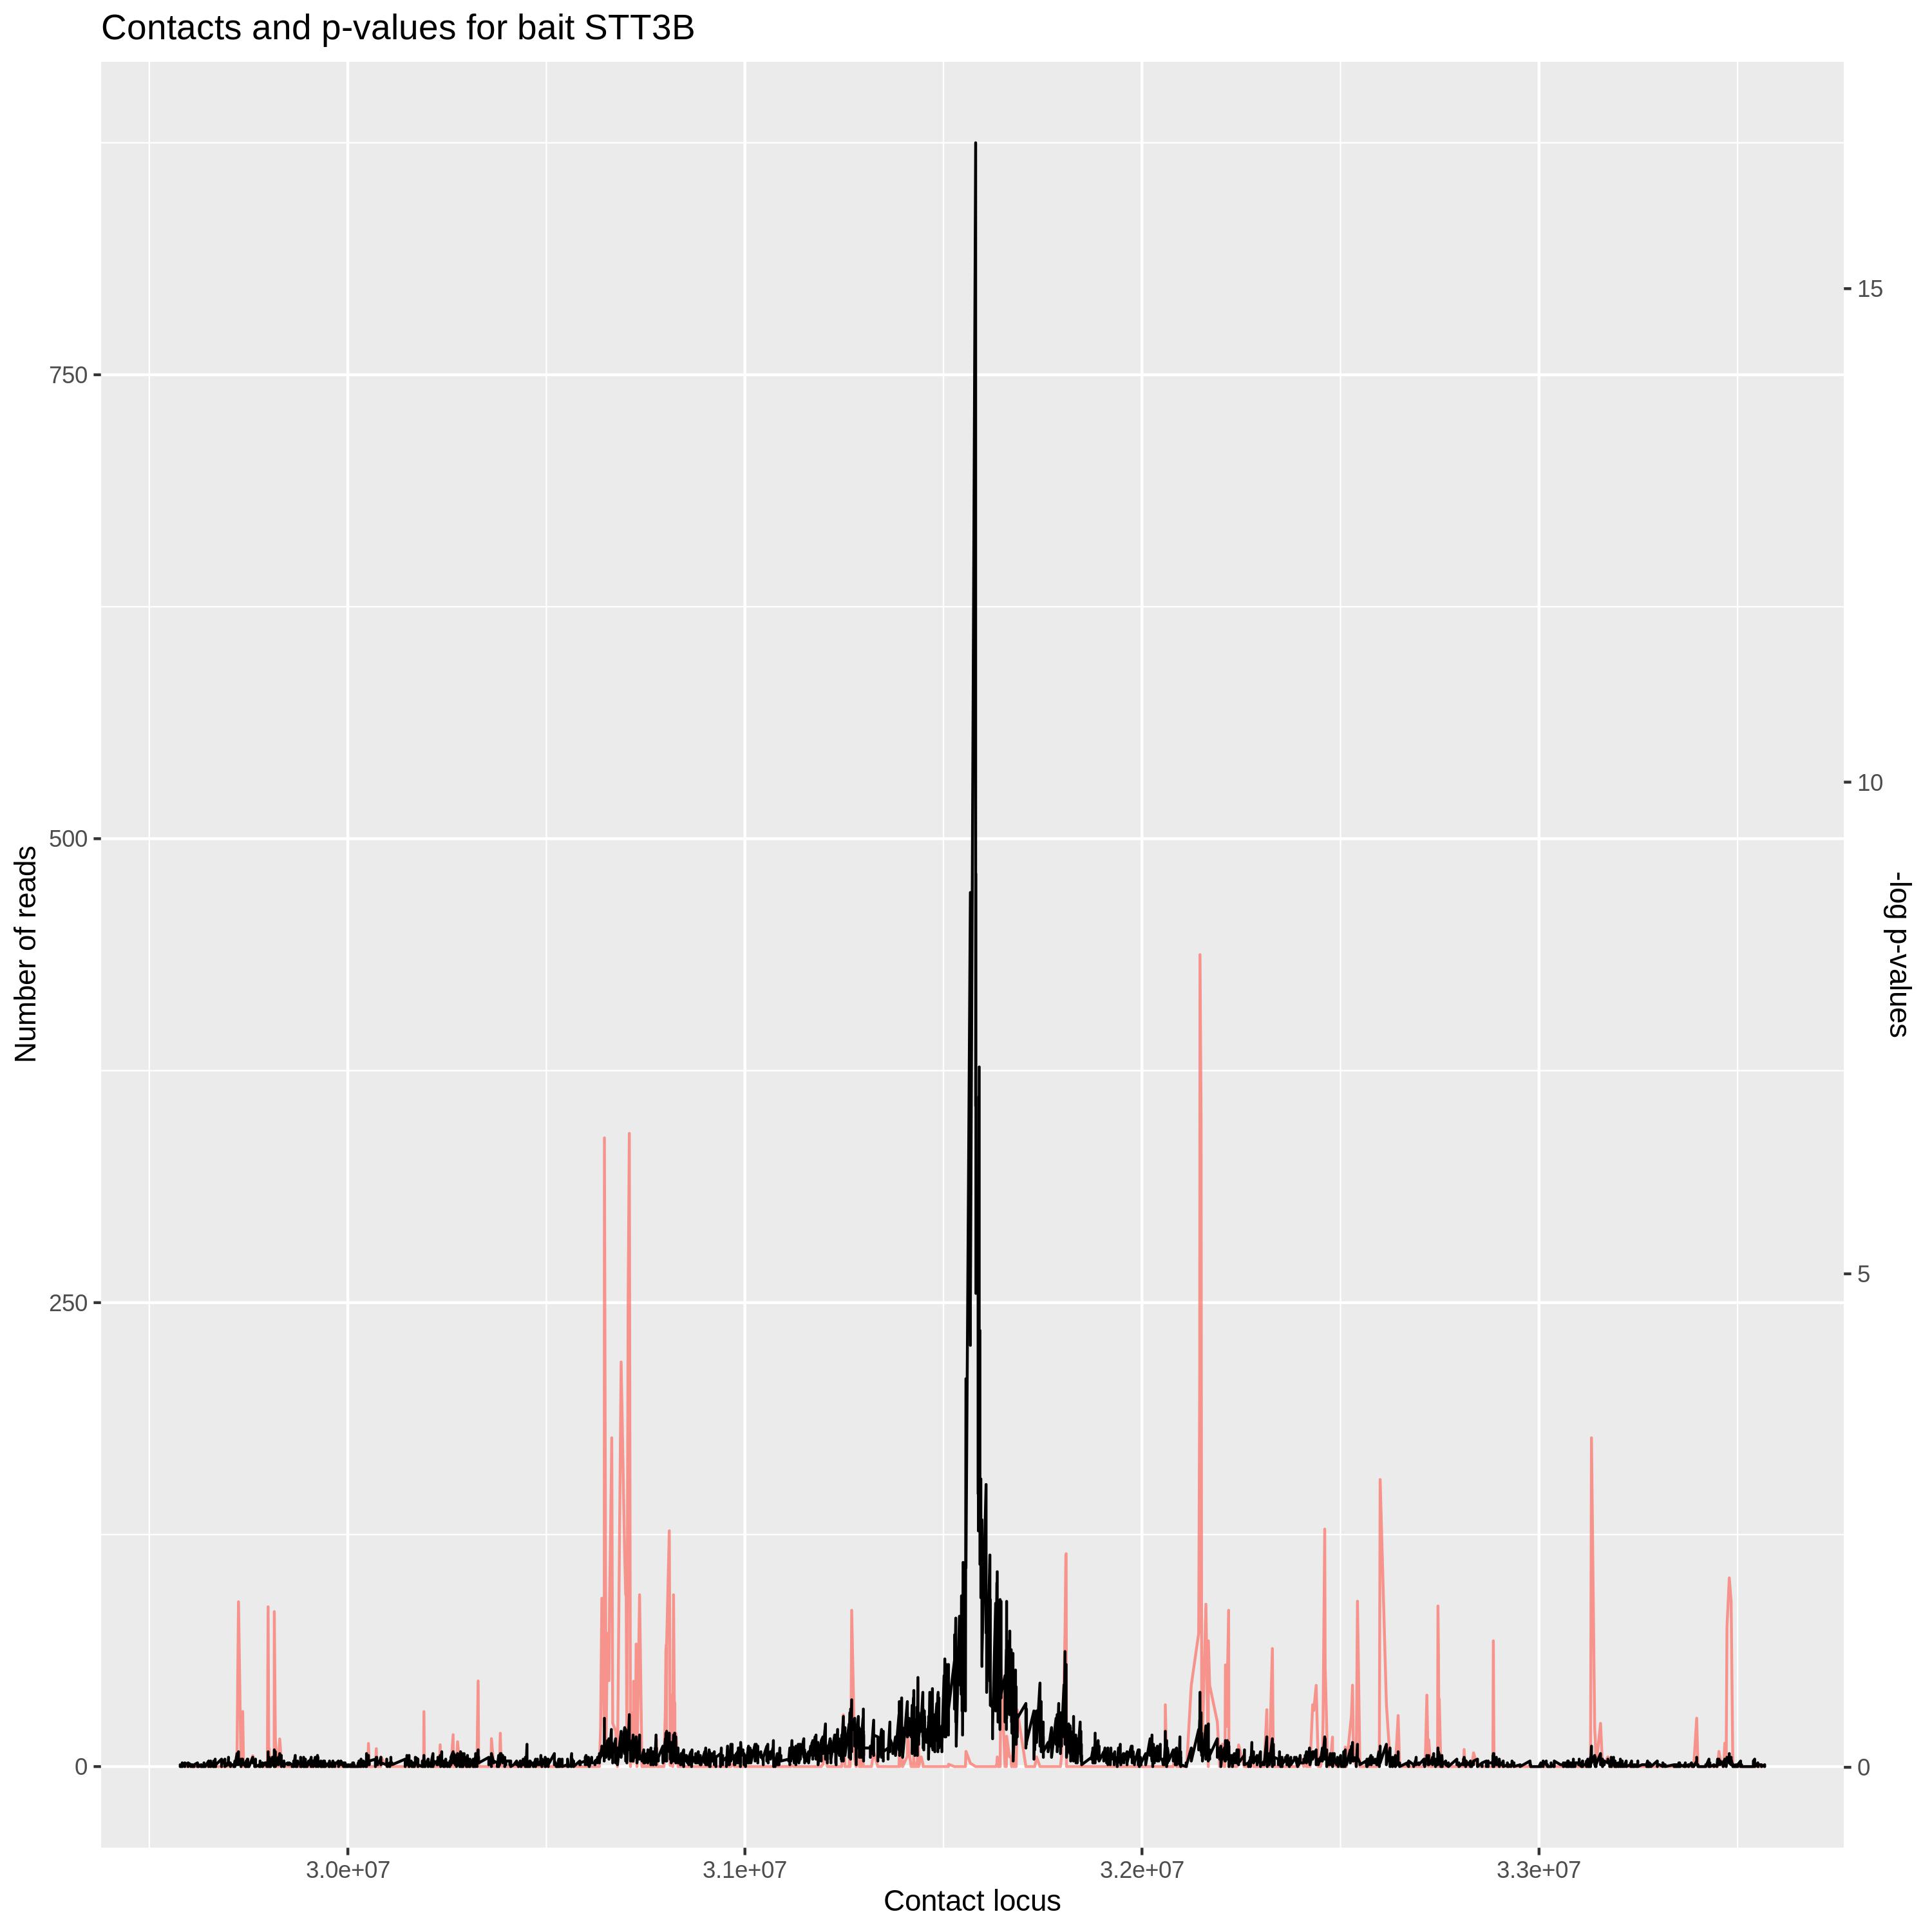 Contacts and p-values for bait STT3B
Number of reads
750
500
250
0
15
10
5
0
-log p-values
3.0e+07 3.1e+07 3.2e+07 3.3e+07
Contact locus